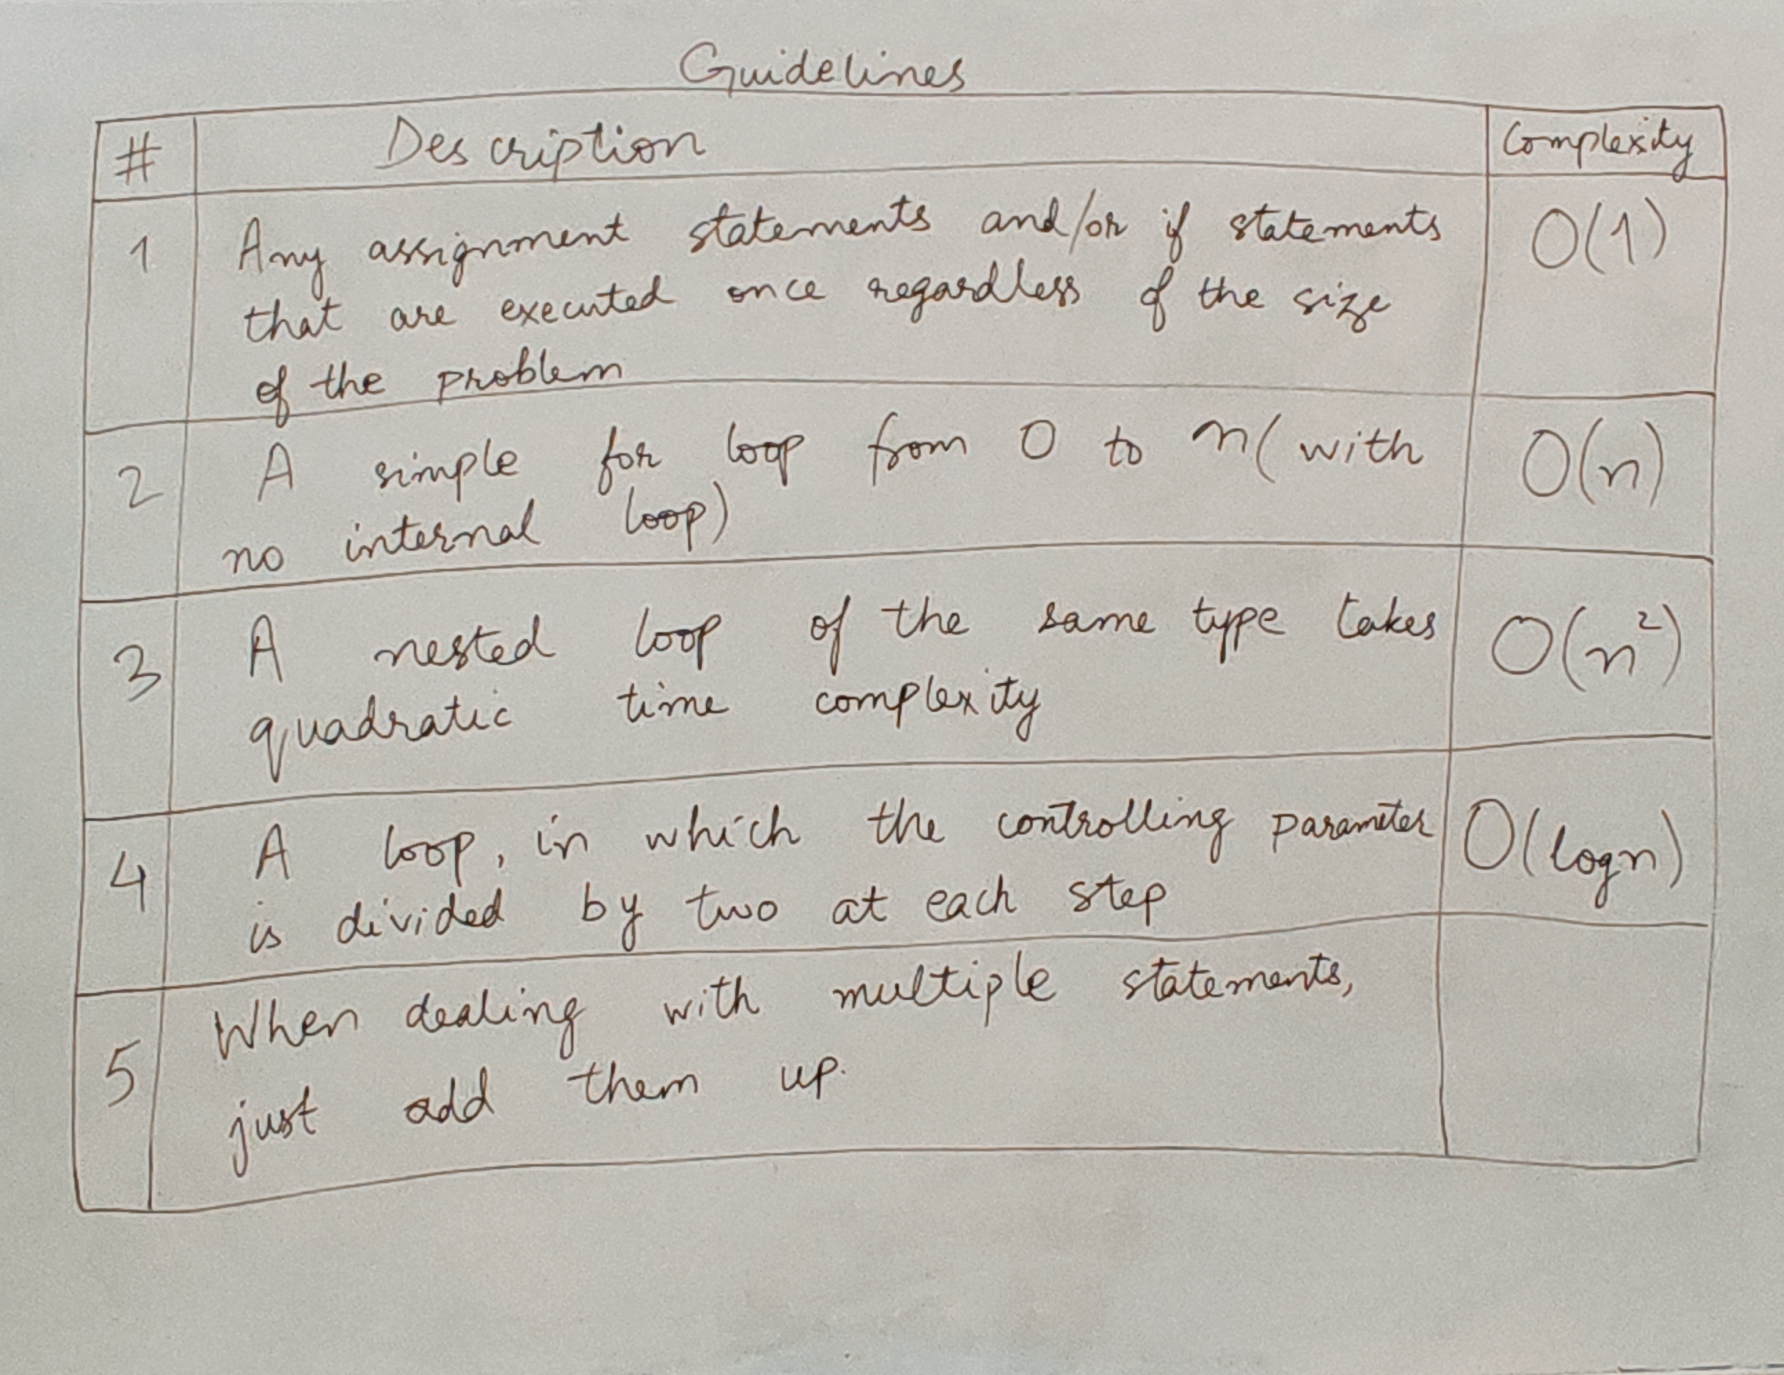 Guidelines
# Description Complexity
1 Any assignment statements and/or if statements O(1)
that are executed once regardless of the size
of the problem
2 A simple for loop from 0 to n( with O(n)
no internal loop)
3 A nested loop of the same type takes O(n²)
quadratic time complexity
4 A loop, in which the controlling parameter O(logn)
is divided by two at each step
5 When dealing with multiple statements,
just add them up.